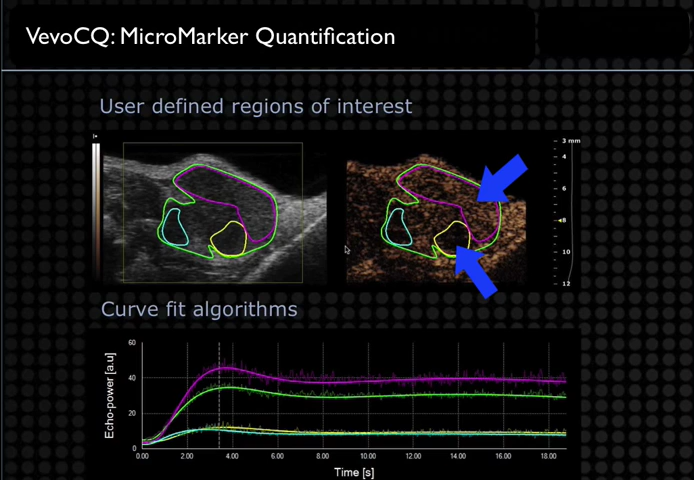 VevoCQ: MicroMarker Quantification
User defined regions of interest
3 mm
4
6
8
10
12
Curve fit algorithms
60
40
20
0
Echo-power [a.u]
0.00 2.00 4.00 6.00 8.00 10.00 12.00 14.00 16.00 18.00
Time [s]